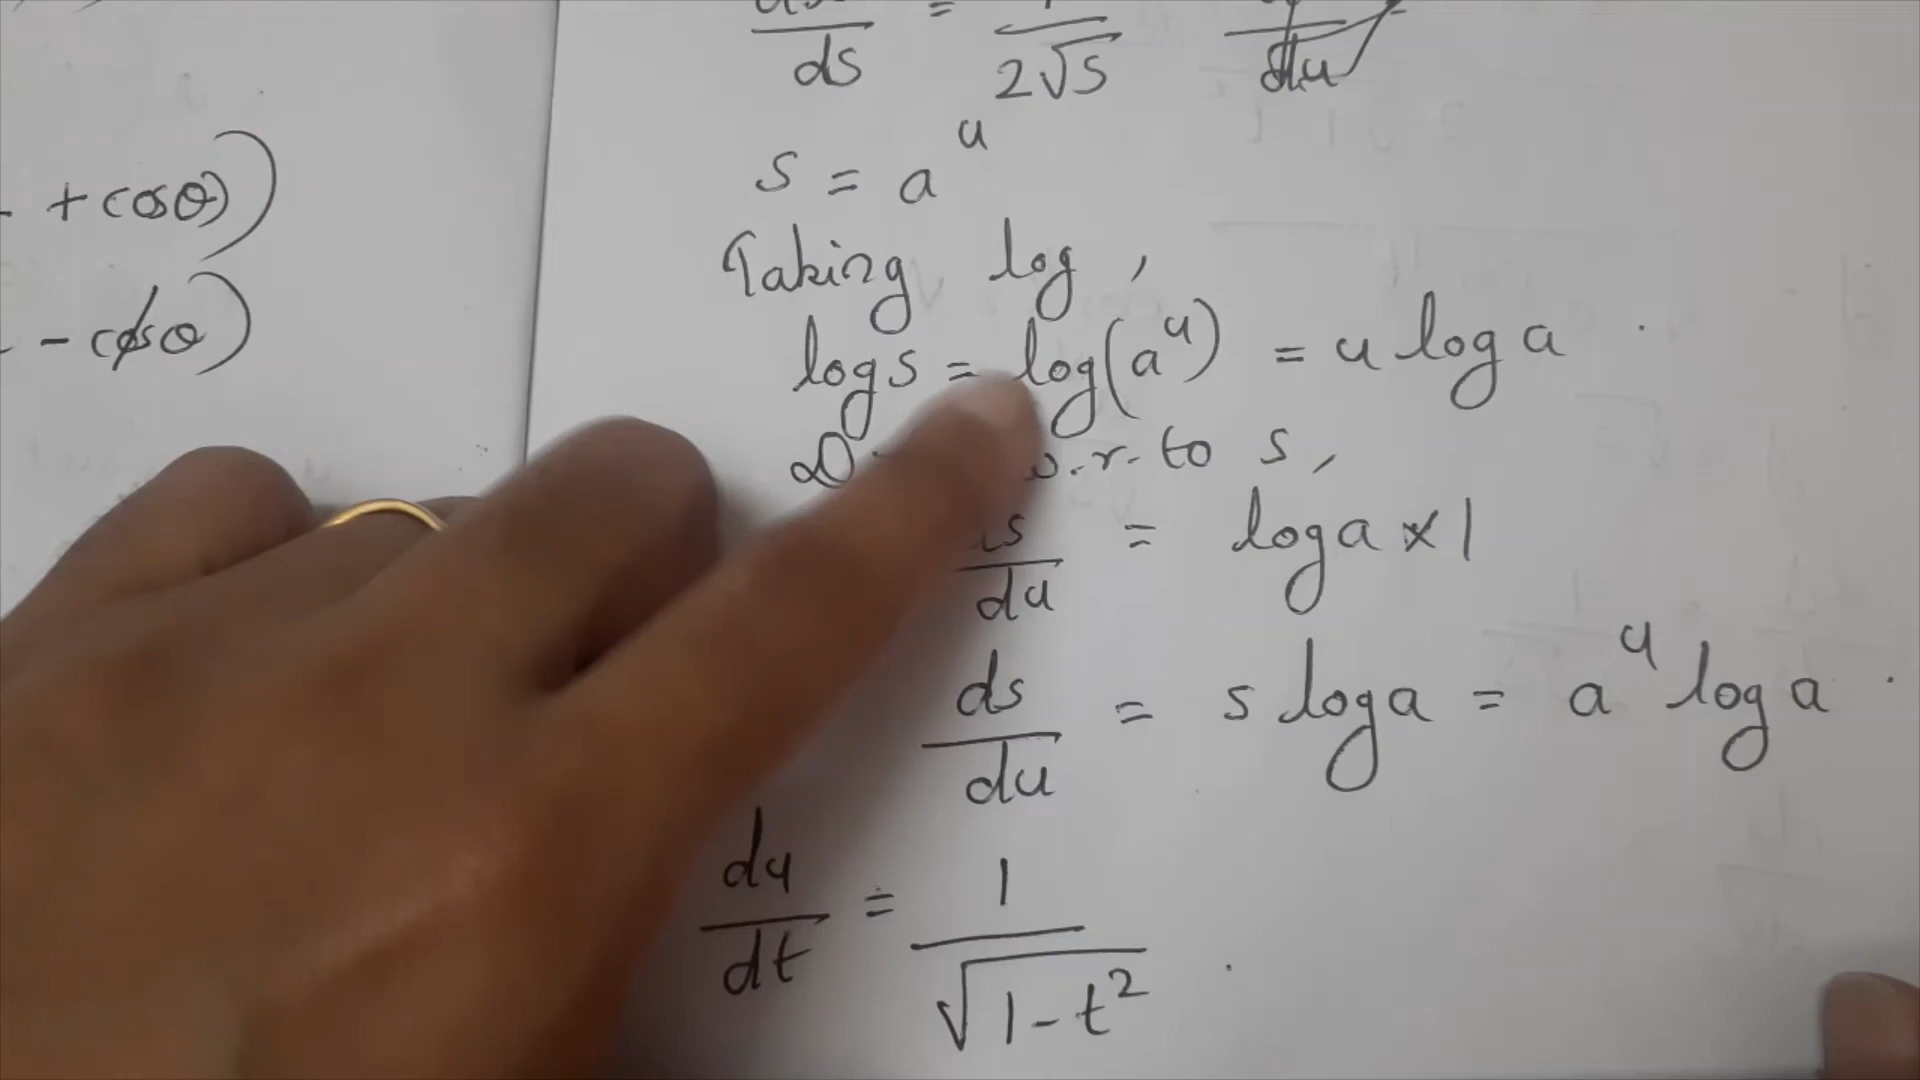 + cosθ)
- cosθ)
ds = 2√s du
s = a^u
Taking log,
log s = log(a^u) = u log a
w.r. to s,
ds/du = log a × 1
ds/du = s log a = a^u log a
du/dt = 1/√1-t²